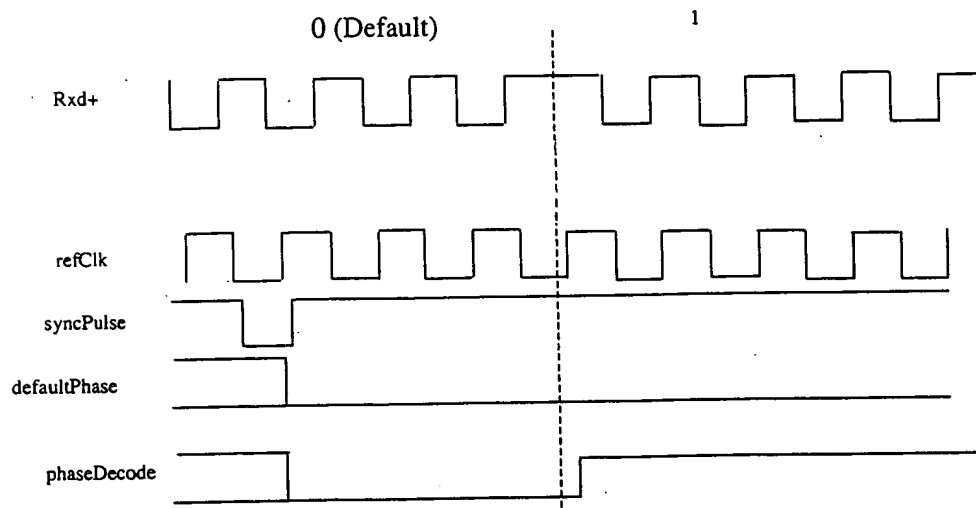 0 (Default)
1
Rxd+
refClk
syncPulse
defaultPhase
phaseDecode